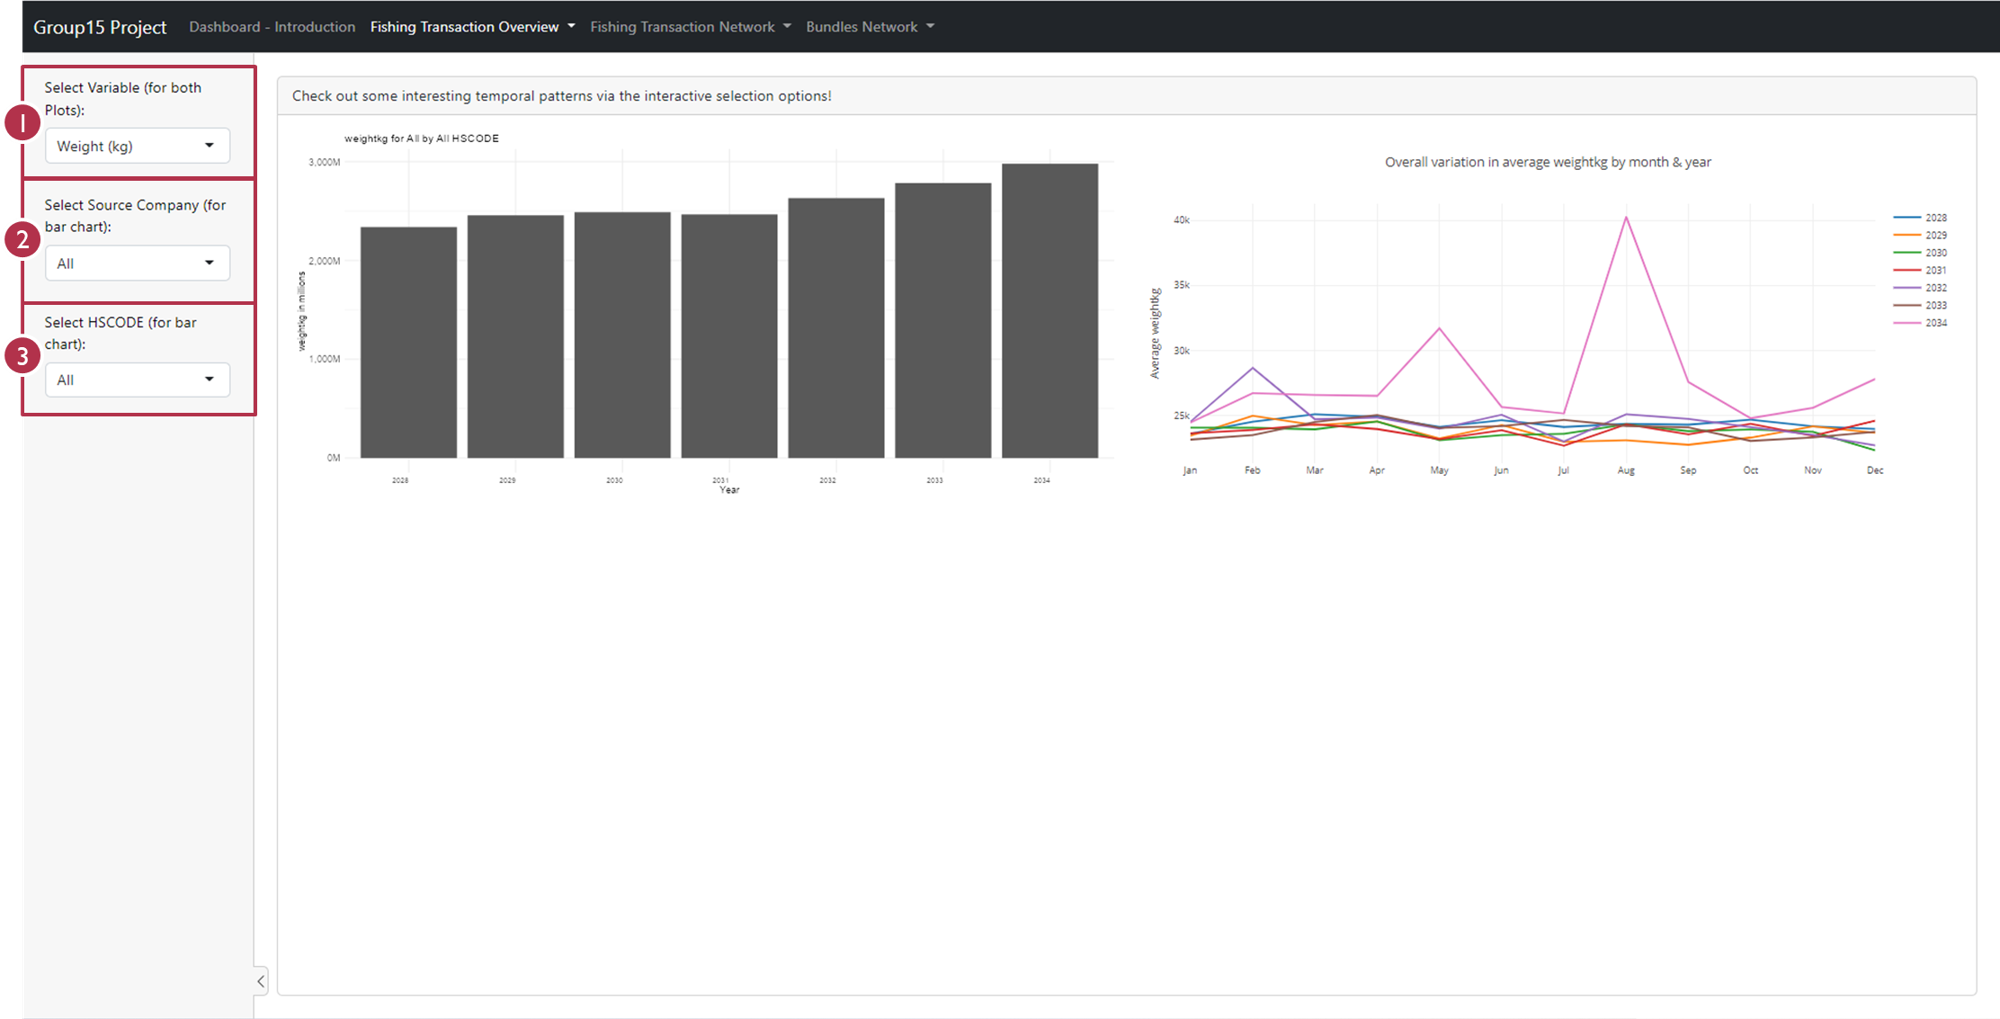 Group15 Project Dashboard - Introduction Fishing Transaction Overview Fishing Transaction Network Bundles Network
1
Select Variable (for both
Plots):
Weight (kg)
2
Select Source Company (for
bar chart):
All
3
Select HSCODE (for bar
chart):
All
Check out some interesting temporal patterns via the interactive selection options!
weightkg for All by All HSCODE
weightkg in millions
3,000M
2,000M
1,000M
0M
2028 2029 2030 2031 2032 2033 2034
Year
Overall variation in average weightkg by month & year
Average weightkg
40k
35k
30k
25k
Jan Feb Mar Apr May Jun Jul Aug Sep Oct Nov Dec
2028
2029
2030
2031
2032
2033
2034